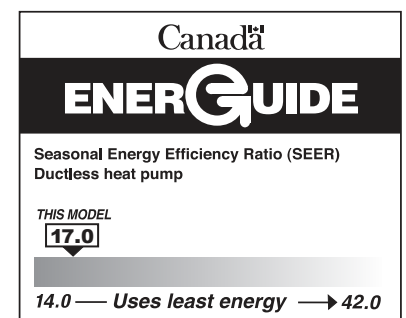 Canada
ENERGUIDE
Seasonal Energy Efficiency Ratio (SEER)
Ductless heat pump
THIS MODEL
17.0
14.0 — Uses least energy → 42.0